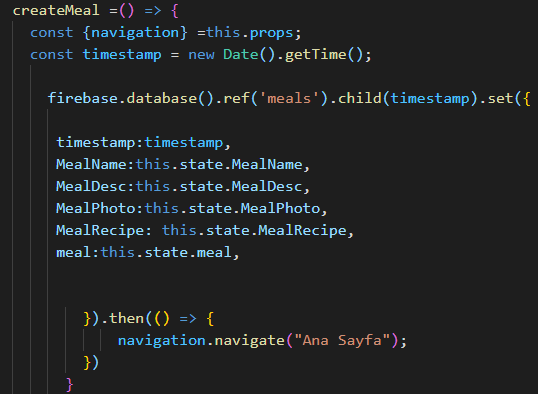 createMeal =() => {
const {navigation} =this.props;
const timestamp = new Date().getTime();
firebase.database().ref('meals').child(timestamp).set({
timestamp:timestamp,
MealName:this.state.MealName,
MealDesc:this.state.MealDesc,
MealPhoto:this.state.MealPhoto,
MealRecipe: this.state.MealRecipe,
meal:this.state.meal,
}).then(() => {
navigation.navigate("Ana Sayfa");
})
}